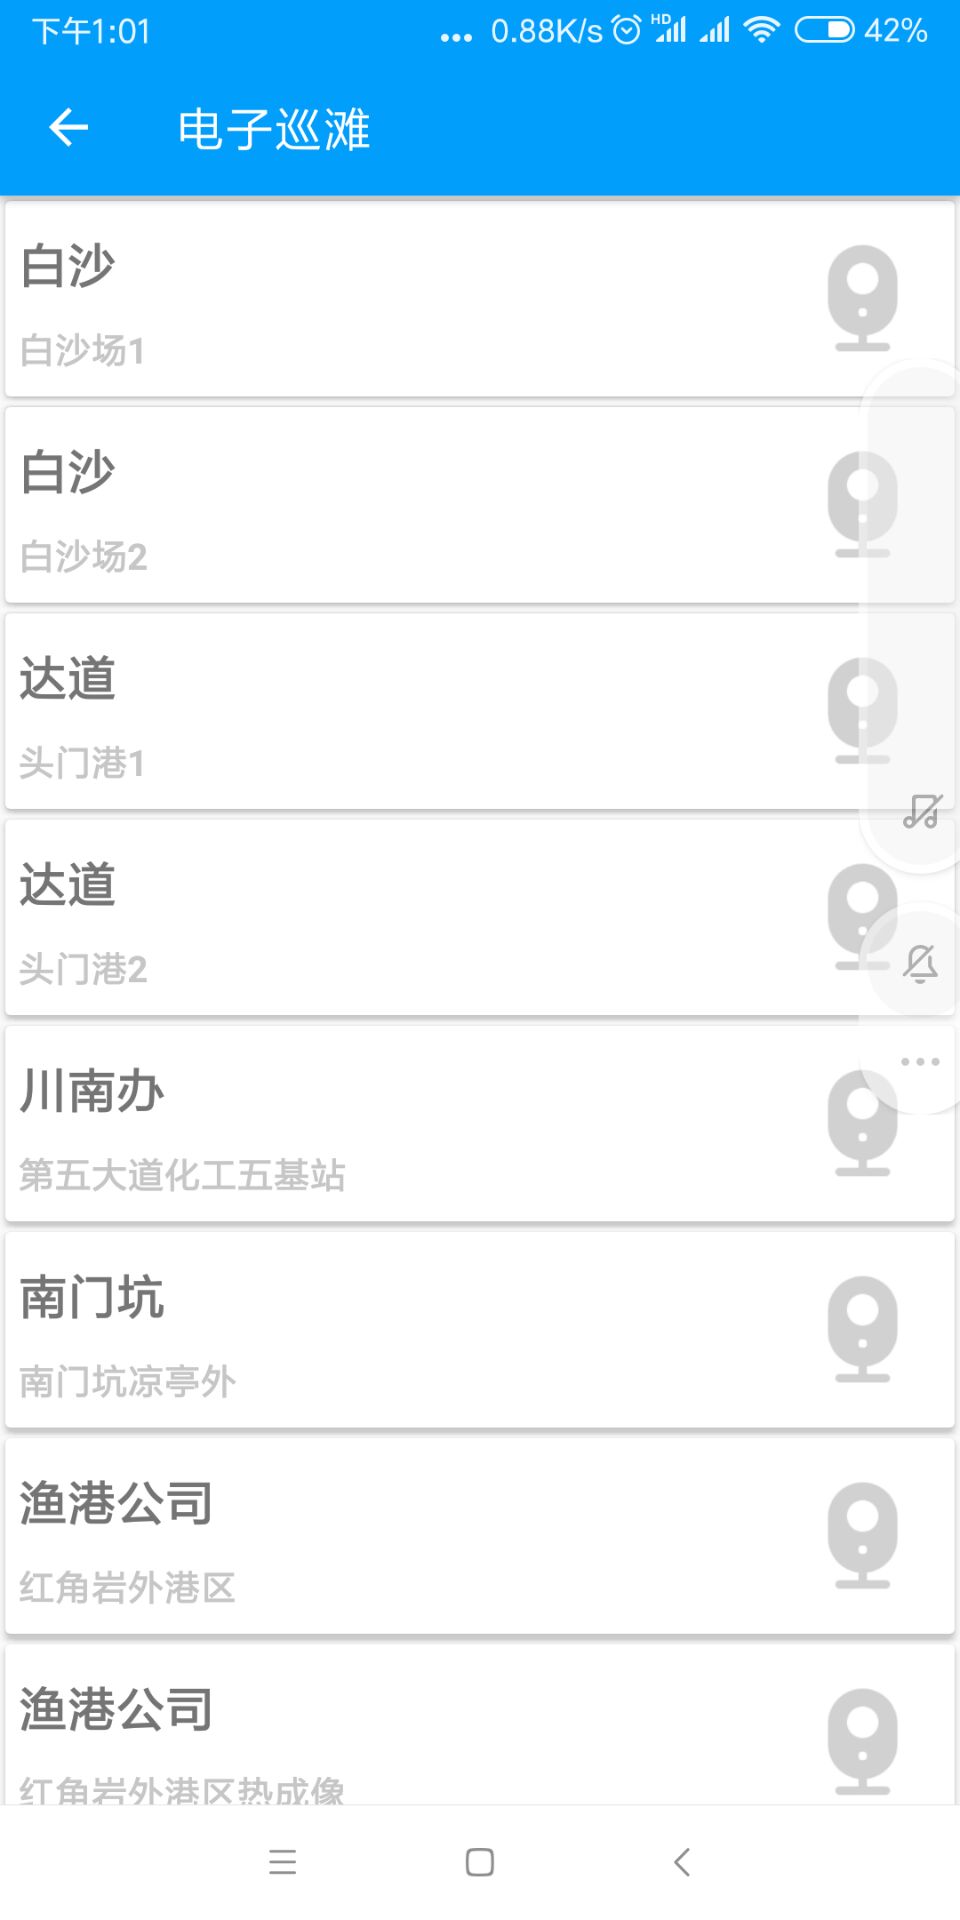 下午1:01
... 0.88K/s HD 42%
电子巡滩
白沙
白沙场1
白沙
白沙场2
达道
头门港1
达道
头门港2
川南办
第五大道化工五基站
南门坑
南门坑凉亭外
渔港公司
红角岩外港区
渔港公司
红角岩外港区热成像